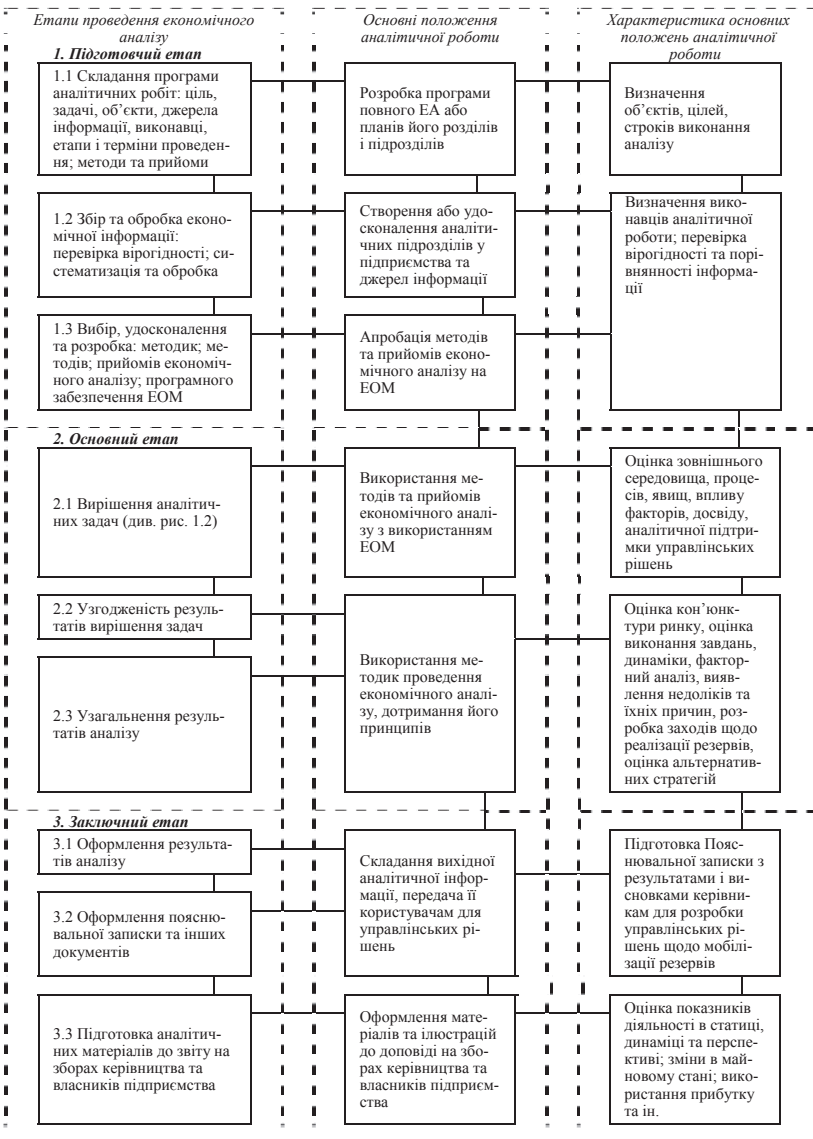 Етапи проведення економічного
аналізу
Основні положення
аналітичної роботи
Характеристика основних
положень аналітичної
роботи
1. Підготовчий етап
1.1 Складання програми
аналітичних робіт: ціль,
задачі, об’єкти, джерела
інформації, виконавці,
етапи і терміни проведен-
ня; методи та прийоми
Розробка програми
повного ЕА або
планів його розділів
і підрозділів
Визначення
об’єктів, цілей,
строків виконання
аналізу
1.2 Збір та обробка еконо-
мічної інформації:
перевірка вірогідності; си-
стематизація та обробка
Створення або удо-
сконалення аналіти-
чних підрозділів у
підприємства та
джерел інформації
Визначення вико-
навців аналітичної
роботи; перевірка
вірогідності та порі-
внянності інформа-
ції
1.3 Вибір, удосконалення
та розробка: методик; ме-
тодів; прийомів економіч-
ного аналізу; програмного
забезпечення ЕОМ
Апробація методів
та прийомів еконо-
мічного аналізу на
ЕОМ
2. Основний етап
2.1 Вирішення аналітич-
них задач (див. рис. 1.2)
Використання ме-
тодів та прийомів
економічного аналі-
зу з використанням
ЕОМ
Оцінка зовнішнього
середовища, проце-
сів, явищ, впливу
факторів, досвіду,
аналітичної підтри-
мки управлінських
рішень
2.2 Узгодженість резуль-
татів вирішення задач
2.3 Узагальнення резуль-
татів аналізу
Використання ме-
тодик проведення
економічного аналі-
зу, дотримання його
принципів
Оцінка кон’юнк-
тури ринку, оцінка
виконання завдань,
динаміки, фактор-
ний аналіз, вияв-
лення недоліків та
їхніх причин, роз-
робка заходів щодо
реалізації резервів,
оцінка альтернатив-
них стратегій
3. Заключний етап
3.1 Оформлення результа-
тів аналізу
3.2 Оформлення поясню-
вальної записки та інших
документів
Складання вихідної
аналітичної інфор-
мації, передача її
користувачам для
управлінських рі-
шень
Підготовка Пояс-
нювальної записки з
результатами і ви-
сновками керівни-
кам для розробки
управлінських рі-
шень щодо мобілі-
зації резервів
3.3 Підготовка аналітич-
них матеріалів до звіту на
зборах керівництва та
власників підприємства
Оформлення мате-
ріалів та ілюстрацій
до доповіді на збо-
рах керівництва та
власників підприєм-
ства
Оцінка показників
діяльності в статиці,
динаміці та перспе-
ктиві; зміни в май-
новому стані; вико-
ристання прибутку
та ін.